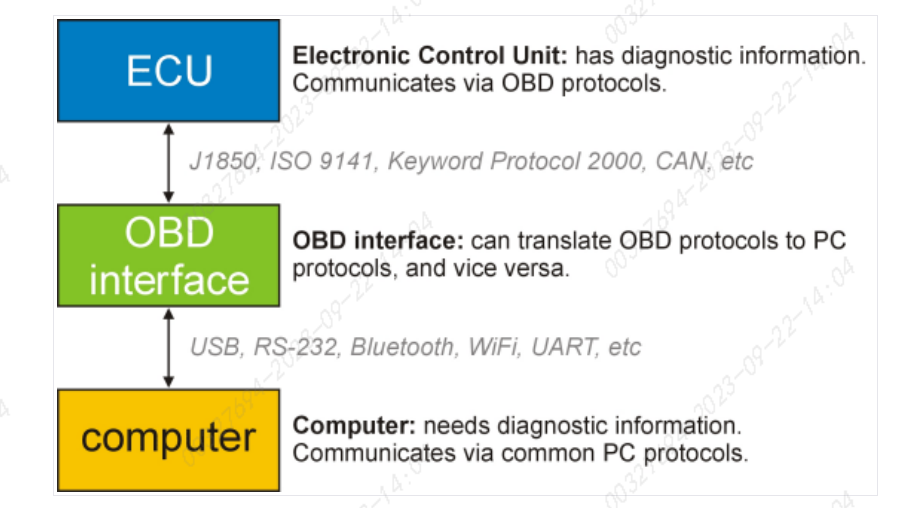 ECU
Electronic Control Unit: has diagnostic information.
Communicates via OBD protocols.
J1850, ISO 9141, Keyword Protocol 2000, CAN, etc
OBD
interface
OBD interface: can translate OBD protocols to PC
protocols, and vice versa.
USB, RS-232, Bluetooth, WiFi, UART, etc
computer
Computer: needs diagnostic information.
Communicates via common PC protocols.